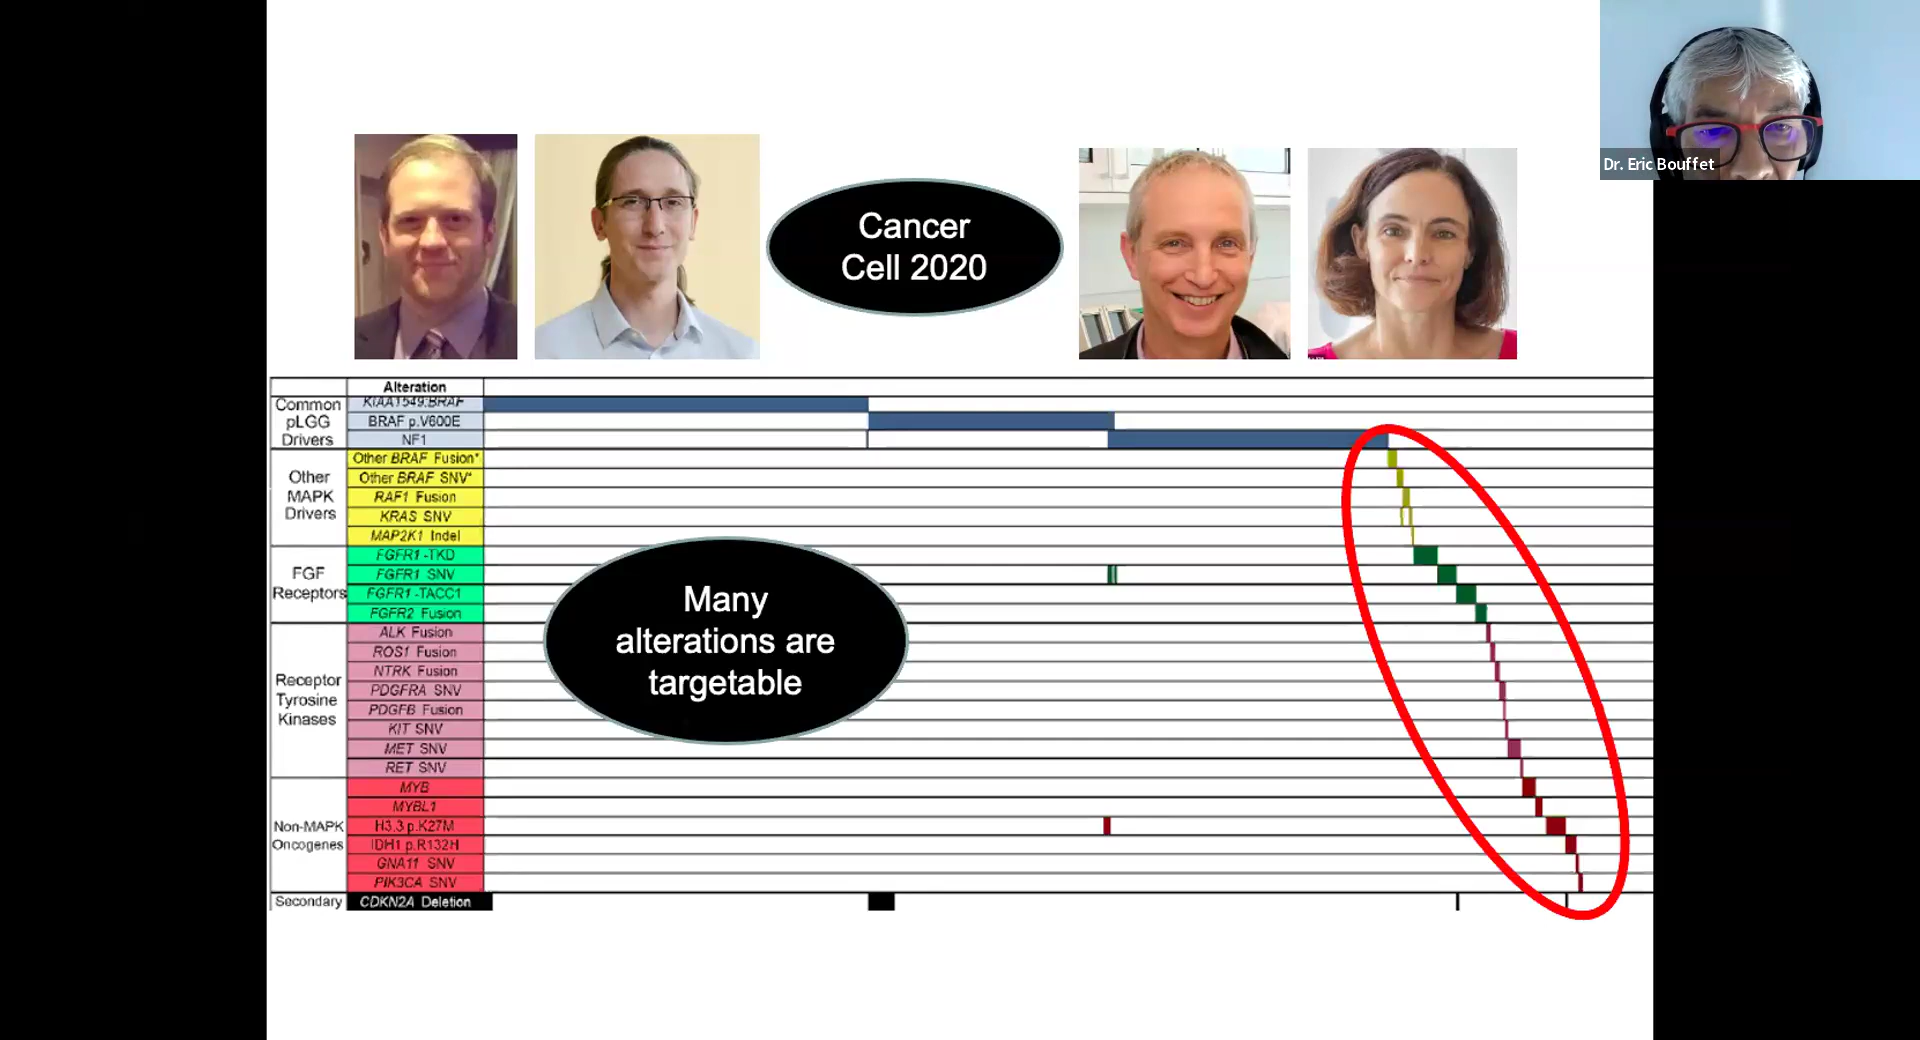 Dr. Eric Bouffet
Cancer
Cell 2020
Alteration
Common
pLGG
Drivers
KIAA1549:BRAF
BRAF p.V600E
NF1
Other
MAPK
Drivers
Other BRAF Fusion*
Other BRAF SNV*
RAF1 Fusion
KRAS SNV
MAP2K1 Indel
FGF
Receptors
FGFR1-TKD
FGFR1 SNV
FGFR1-TACC1
FGFR2 Fusion
Many
alterations are
targetable
Receptor
Tyrosine
Kinases
ALK Fusion
ROS1 Fusion
NTRK Fusion
PDGFRA SNV
PDGFB Fusion
KIT SNV
MET SNV
RET SNV
Non-MAPK
Oncogenes
MYB
MYBL1
H3.3 p.K27M
IDH1 p.R132H
GNA11 SNV
PIK3CA SNV
Secondary
CDKN2A Deletion